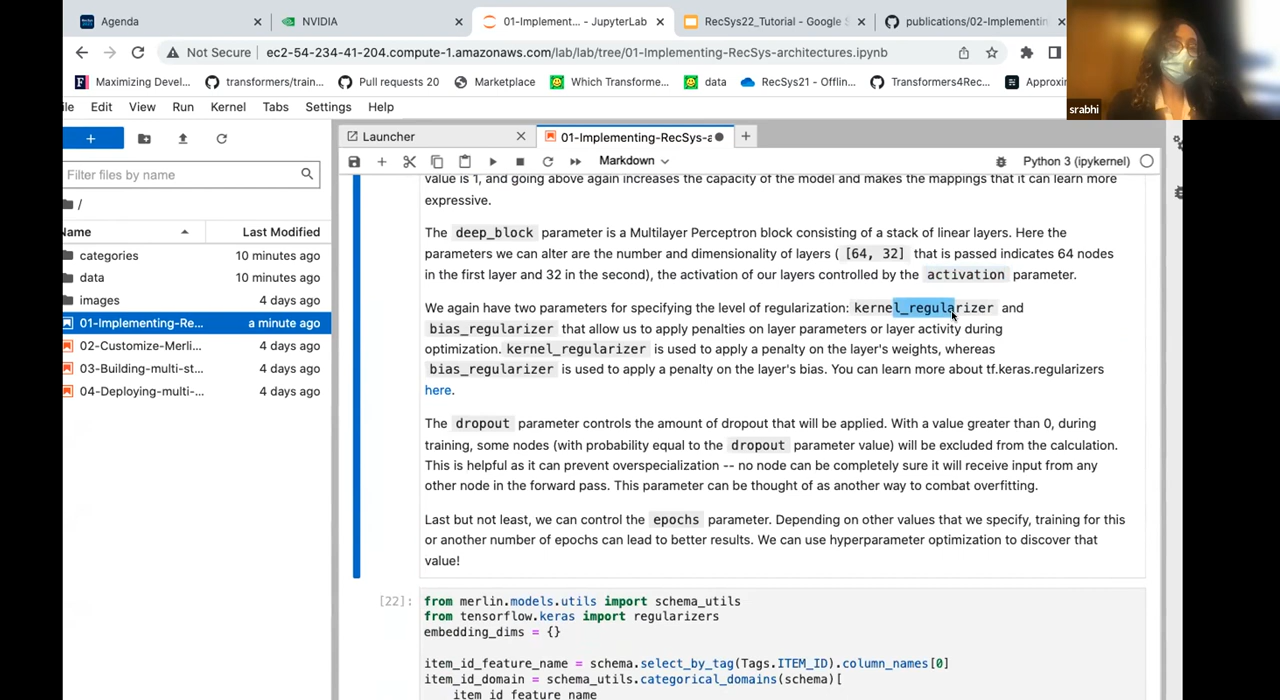 Agenda
NVIDIA
01-Implement... - JupyterLab
RecSys22_Tutorial - Google S
publications/02-Implementin
Not Secure
ec2-54-234-41-204.compute-1.amazonaws.com/lab/lab/tree/01-Implementing-RecSys-architectures.ipynb
Maximizing Devel...
transformers/train...
Pull requests 20
Marketplace
Which Transforme...
data
RecSys21 - Offlin...
Transformers4Rec...
Approxin
srabhi
ile Edit View Run Kernel Tabs Settings Help
Launcher
01-Implementing-RecSys-a
Filter files by name
Markdown
Python 3 (ipykernel)
/
Name
Last Modified
categories
10 minutes ago
data
10 minutes ago
images
4 days ago
01-Implementing-Re...
a minute ago
02-Customize-Merli...
4 days ago
03-Building-multi-st...
4 days ago
04-Deploying-multi-...
4 days ago
value is 1, and going above again increases the capacity of the model and makes the mappings that it can learn more
expressive.
The deep_block parameter is a Multilayer Perceptron block consisting of a stack of linear layers. Here the
parameters we can alter are the number and dimensionality of layers ( [64, 32] that is passed indicates 64 nodes
in the first layer and 32 in the second), the activation of our layers controlled by the activation parameter.
We again have two parameters for specifying the level of regularization: kernel_regularizer and
bias_regularizer that allow us to apply penalties on layer parameters or layer activity during
optimization. kernel_regularizer is used to apply a penalty on the layer's weights, whereas
bias_regularizer is used to apply a penalty on the layer's bias. You can learn more about tf.keras.regularizers
here.
The dropout parameter controls the amount of dropout that will be applied. With a value greater than 0, during
training, some nodes (with probability equal to the dropout parameter value) will be excluded from the calculation.
This is helpful as it can prevent overspecialization -- no node can be completely sure it will receive input from any
other node in the forward pass. This parameter can be thought of as another way to combat overfitting.
Last but not least, we can control the epochs parameter. Depending on other values that we specify, training for this
or another number of epochs can lead to better results. We can use hyperparameter optimization to discover that
value!
[22]:
from merlin.models.utils import schema_utils
from tensorflow.keras import regularizers
embedding_dims = {}
item_id_feature_name = schema.select_by_tag(Tags.ITEM_ID).column_names[0]
item_id_domain = schema_utils.categorical_domains(schema)[
item_id_feature_name